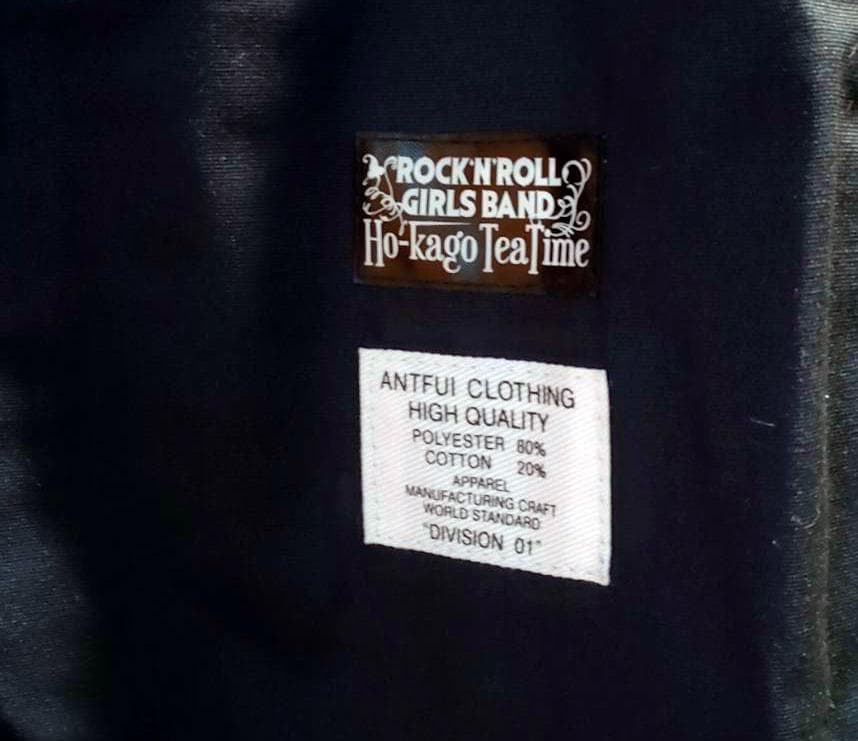 ROCK'N'ROLL
GIRLS BAND
Ho-kago TeaTime
ANTFUI CLOTHING
HIGH QUALITY
POLYESTER 80%
COTTON 20%
APPAREL
MANUFACTURING CRAFT
WORLD STANDARD
"DIVISION 01"